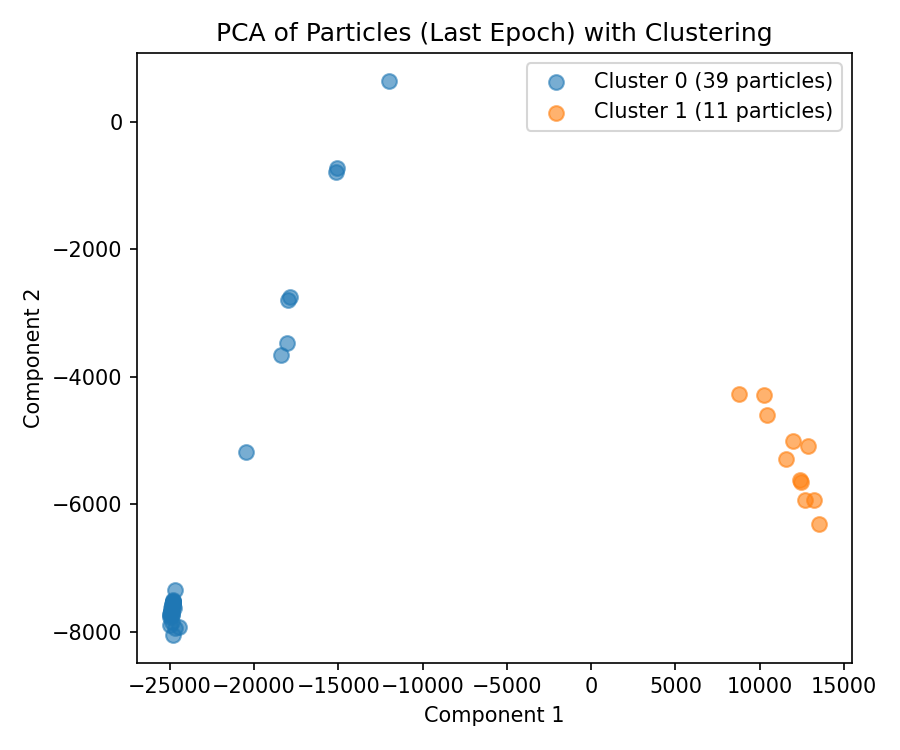 PCA of Particles (Last Epoch) with Clustering
Cluster 0 (39 particles)
Cluster 1 (11 particles)
0
−2000
−4000
−6000
−8000
Component 2
−25000 −20000 −15000 −10000 −5000 0 5000 10000 15000
Component 1